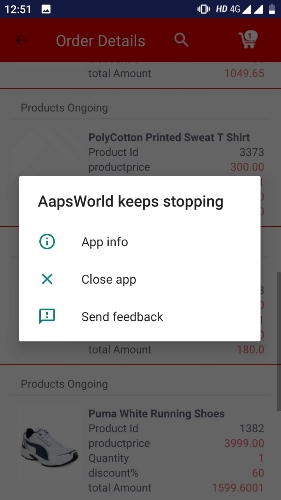 12:51
HD 4G
Order Details
1
total Amount 1049.65
Products Ongoing
PolyCotton Printed Sweat T Shirt
Product Id 3373
productprice 300.00
AapsWorld keeps stopping
App info
Close app
Send feedback
total Amount 180.0
Products Ongoing
Puma White Running Shoes
Product Id 1382
productprice 3999.00
Quantity 1
discount% 60
total Amount 1599.6001